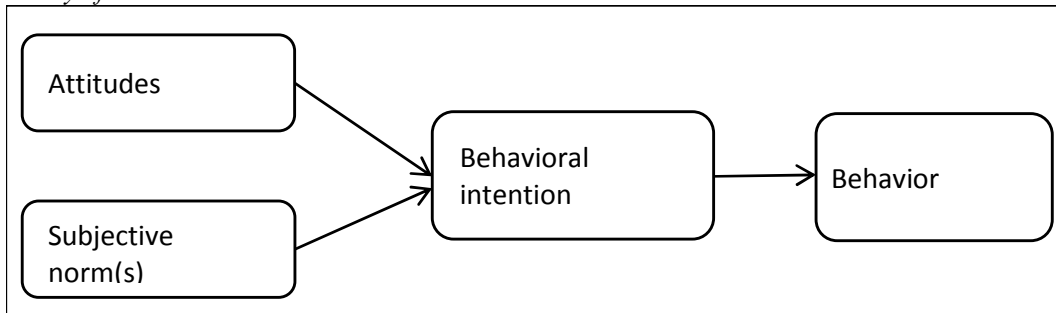 Attitudes
Subjective
norm(s)
Behavioral
intention
Behavior